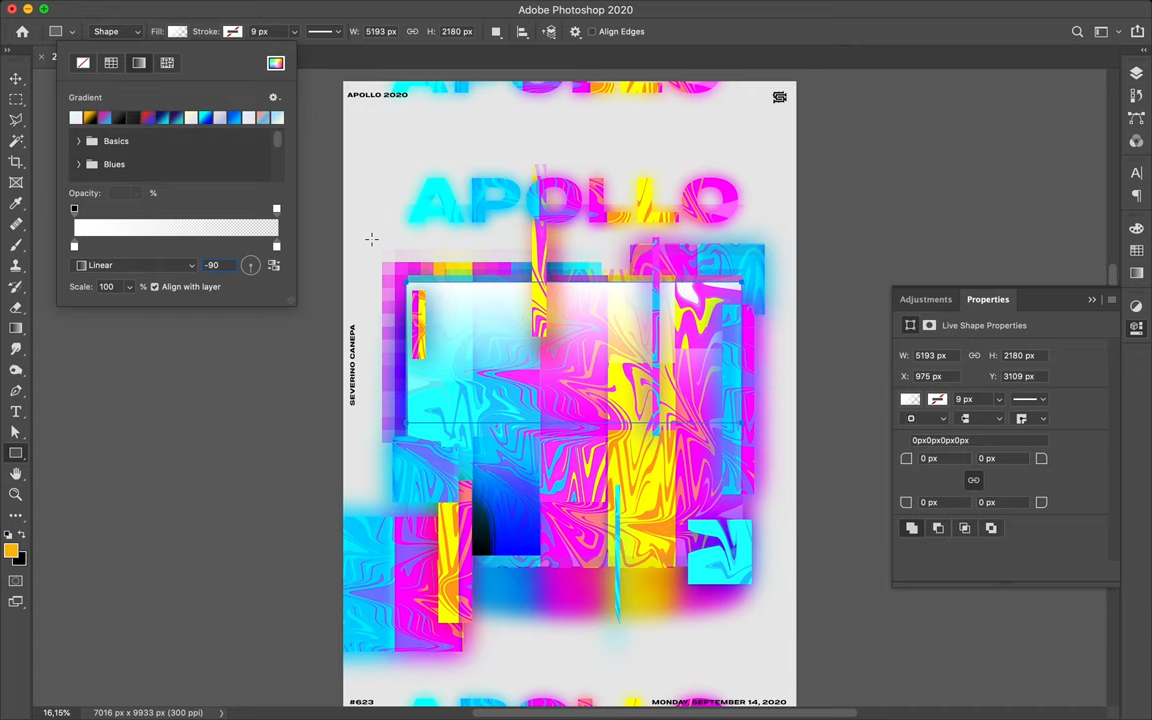 Adobe Photoshop 2020
Shape
Fill:
Stroke:
9 px
W: 5193 px
H: 2180 px
Align Edges
Gradient
Basics
Blues
Opacity:
%
Linear
-90
Scale: 100 % Align with layer
APOLLO 2020
APOLLO
SEVERINO CANEPA
#623
MONDAY, SEPTEMBER 14, 2020
Adjustments
Properties
Live Shape Properties
W: 5193 px
H: 2180 px
X: 975 px
Y: 3109 px
9 px
0px0px0px0px
0 px
0 px
0 px
0 px
16,15%
7016 px x 9933 px (300 ppi)